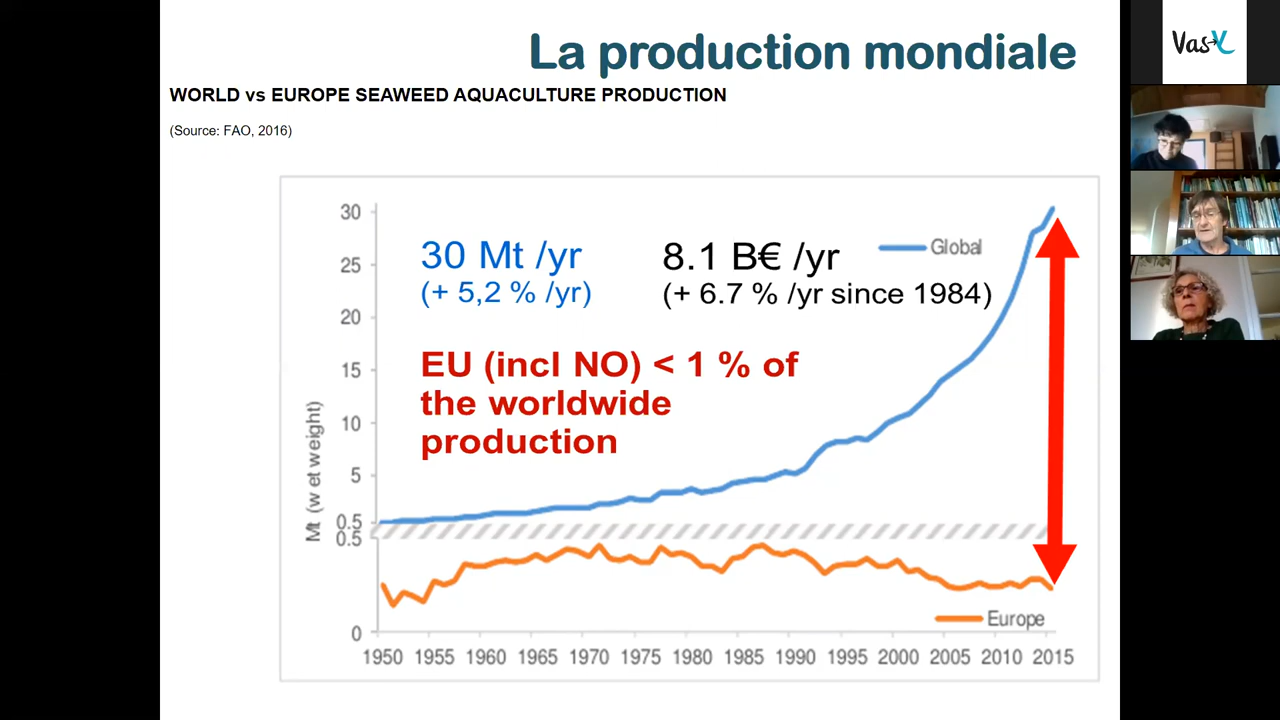 La production mondiale
WORLD vs EUROPE SEAWEED AQUACULTURE PRODUCTION
(Source: FAO, 2016)
30 Mt /yr
(+ 5,2 % /yr)
8.1 B€ /yr
(+ 6.7 % /yr since 1984)
Global
EU (incl NO) < 1 % of
the worldwide
production
Mt (w et weight)
30
25
20
15
10
5
0.5
0.5
0
Europe
1950 1955 1960 1965 1970 1975 1980 1985 1990 1995 2000 2005 2010 2015
Vas-Y